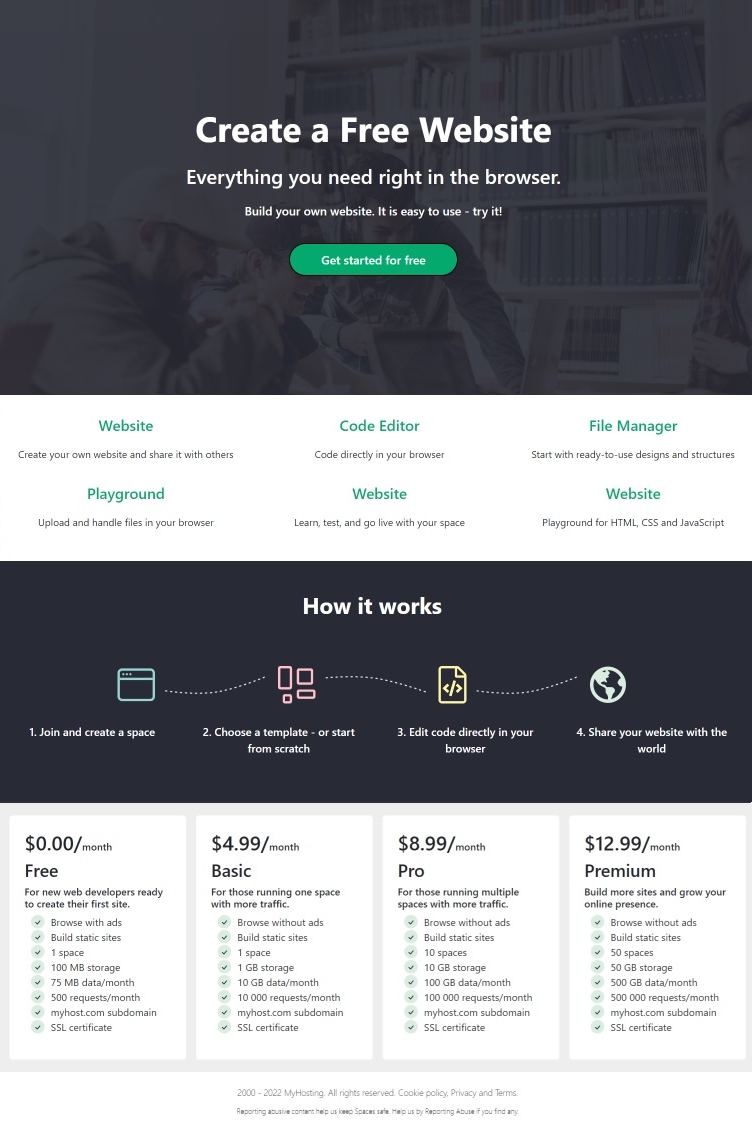 Create a Free Website
Everything you need right in the browser.
Build your own website. It is easy to use - try it!
Get started for free
Website
Create your own website and share it with others
Code Editor
Code directly in your browser
File Manager
Start with ready-to-use designs and structures
Playground
Upload and handle files in your browser
Website
Learn, test, and go live with your space
Website
Playground for HTML, CSS and JavaScript
How it works
1. Join and create a space
2. Choose a template - or start
from scratch
3. Edit code directly in your
browser
4. Share your website with the
world
$0.00/month
Free
For new web developers ready
to create their first site.
Browse with ads
Build static sites
1 space
100 MB storage
75 MB data/month
500 requests/month
myhost.com subdomain
SSL certificate
$4.99/month
Basic
For those running one space
with more traffic.
Browse without ads
Build static sites
1 space
1 GB storage
10 GB data/month
10 000 requests/month
myhost.com subdomain
SSL certificate
$8.99/month
Pro
For those running multiple
spaces with more traffic.
Browse without ads
Build static sites
10 spaces
10 GB storage
100 GB data/month
100 000 requests/month
myhost.com subdomain
SSL certificate
$12.99/month
Premium
Build more sites and grow your
online presence.
Browse without ads
Build static sites
50 spaces
50 GB storage
500 GB data/month
500 000 requests/month
myhost.com subdomain
SSL certificate
2000 - 2022 MyHosting. All rights reserved. Cookie policy, Privacy and Terms.
Reporting abusive content help us keep Spaces safe. Help us by Reporting Abuse if you find any.